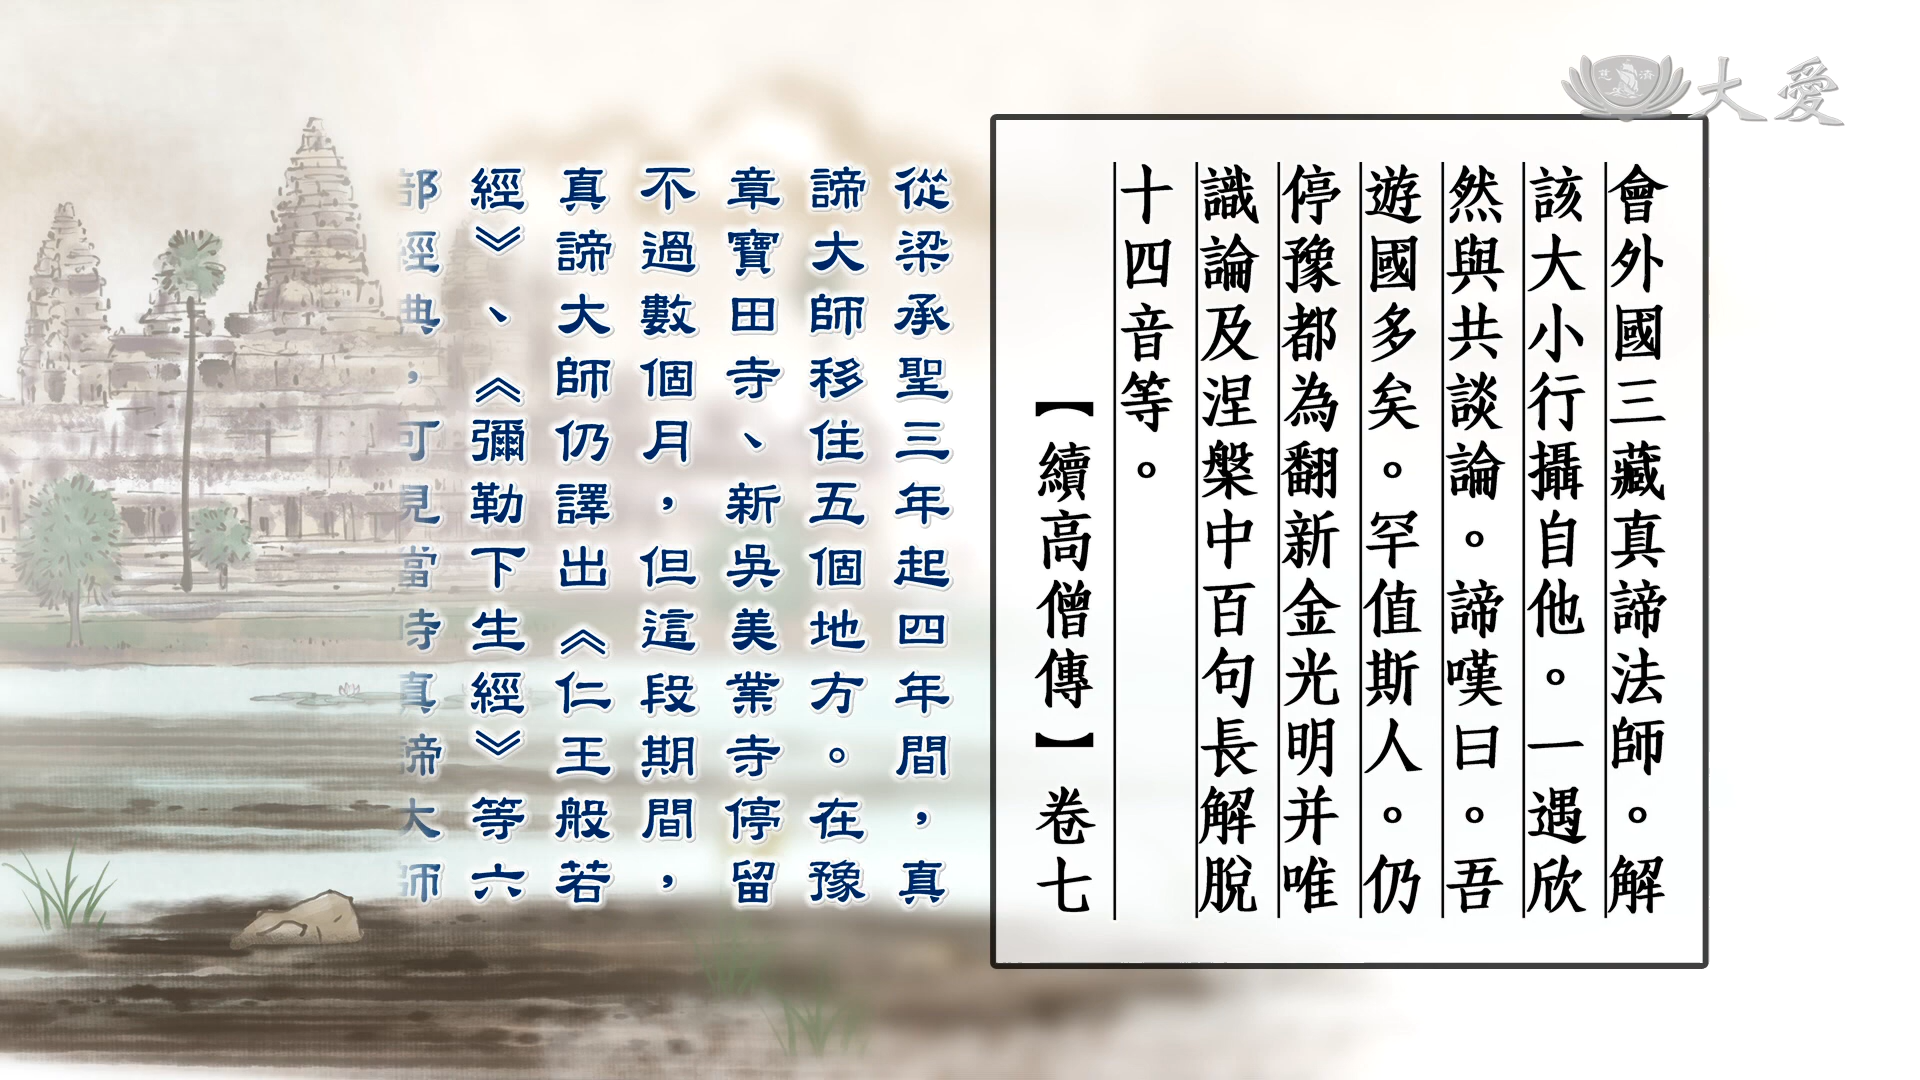 大愛
慈濟
會外國三藏真諦法師。解
該大小行攝自他。一遇欣
然與共談論。諦嘆曰。吾
遊國多矣。罕值斯人。仍
停豫都為翻新金光明并唯
識論及涅槃中百句長解脫
十四音等。
【續高僧傳】卷七
從梁承聖三年起四年間，真
諦大師移住五個地方。在豫
章寶田寺、新吳美業寺停留
不過數個月，但這段期間，
真諦大師仍譯出《仁王般若
經》、《彌勒下生經》等六
部經典，可見當時真諦大師